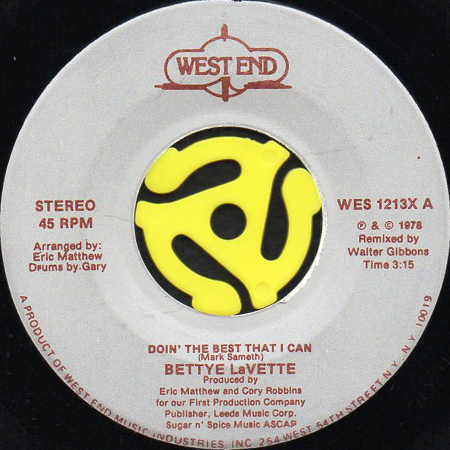 WEST END
STEREO
45 RPM
Arranged by:
Eric Matthew
Drums by:Gary
WES 1213X A
℗ & © 1978
Remixed by
Walter Gibbons
Time 3:15
DOIN' THE BEST THAT I CAN
(Mark Sameth)
BETTYE LaVETTE
Produced by
Eric Matthew and Cory Robbins
for our First Production Company
Publisher, Leeds Music Corp.
Sugar n' Spice Music ASCAP
A PRODUCT OF WEST END MUSIC INDUSTRIES INC 254 WEST 54TH STREET N.Y. N.Y. 10019